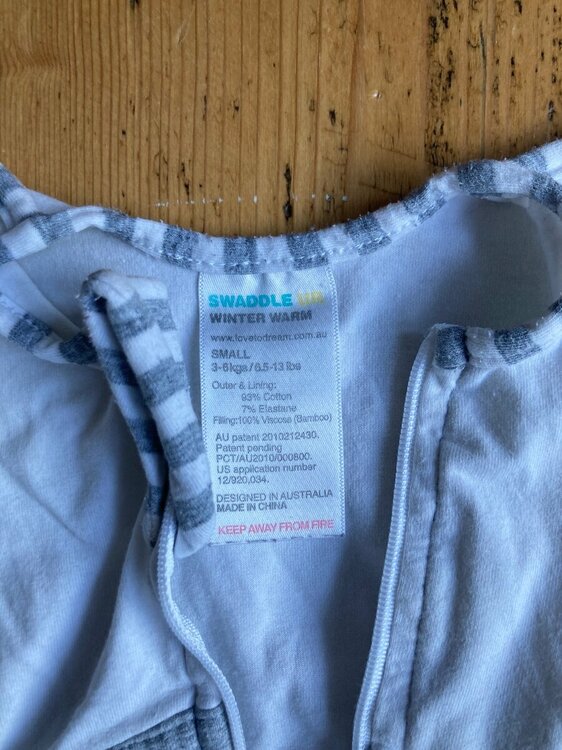 SWADDLE UP
WINTER WARM
www.lovetodream.com.au
SMALL
3-6kgs/6.5-13 lbs
Outer & Lining:
93% Cotton
7% Elastane
Filling:100% Viscose (Bamboo)
AU patent 2010212430.
Patent pending
PCT/AU2010/000800.
US application number
12/920,034.
DESIGNED IN AUSTRALIA
MADE IN CHINA
KEEP AWAY FROM FIRE